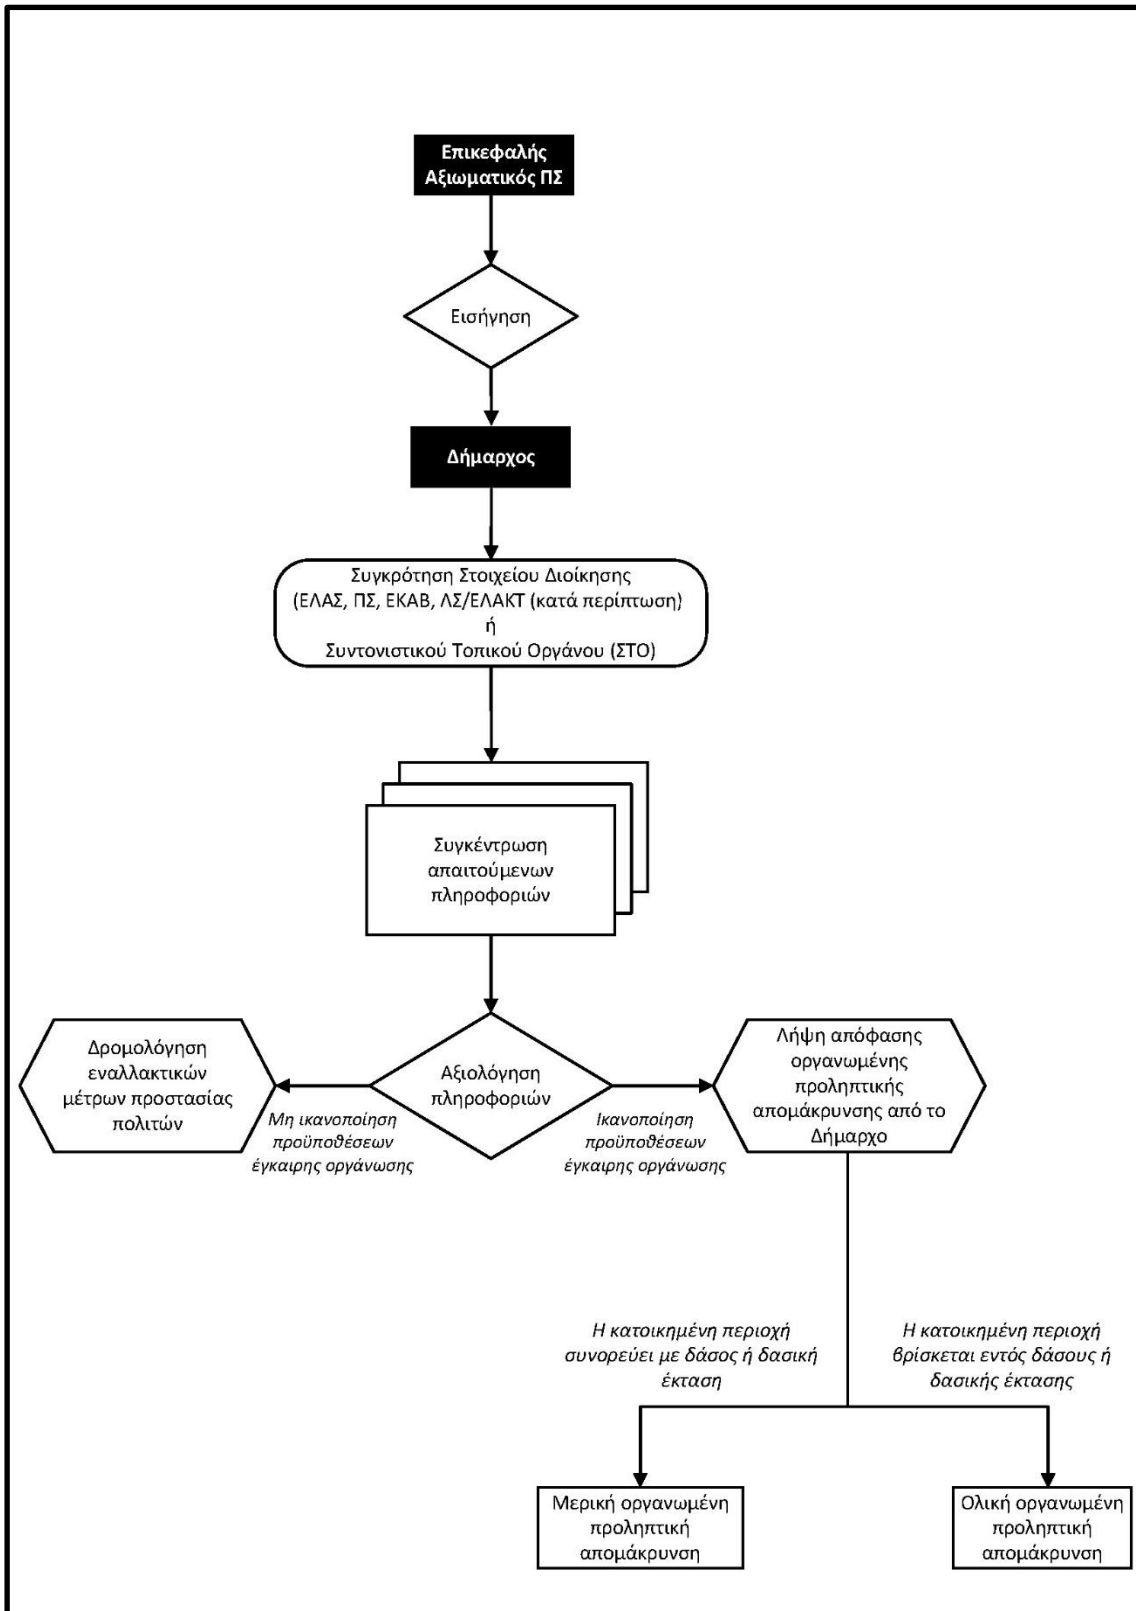 Επικεφαλής
Αξιωματικός ΠΣ
Εισήγηση
Δήμαρχος
Συγκρότηση Στοιχείου Διοίκησης
(ΕΛΑΣ, ΠΣ, ΕΚΑΒ, ΛΣ/ΕΛΑΚΤ (κατά περίπτωση)
ή
Συντονιστικού Τοπικού Οργάνου (ΣΤΟ)
Συγκέντρωση
απαιτούμενων
πληροφοριών
Δρομολόγηση
εναλλακτικών
μέτρων προστασίας
πολιτών
Μη ικανοποίηση
προϋποθέσεων
έγκαιρης οργάνωσης
Αξιολόγηση
πληροφοριών
Ικανοποίηση
προϋποθέσεων
έγκαιρης οργάνωσης
Λήψη απόφασης
οργανωμένης
προληπτικής
απομάκρυνσης από το
Δήμαρχο
Η κατοικημένη περιοχή
συνορεύει με δάσος ή δασική
έκταση
Η κατοικημένη περιοχή
βρίσκεται εντός δάσους ή
δασικής έκτασης
Μερική οργανωμένη
προληπτική
απομάκρυνση
Ολική οργανωμένη
προληπτική
απομάκρυνση